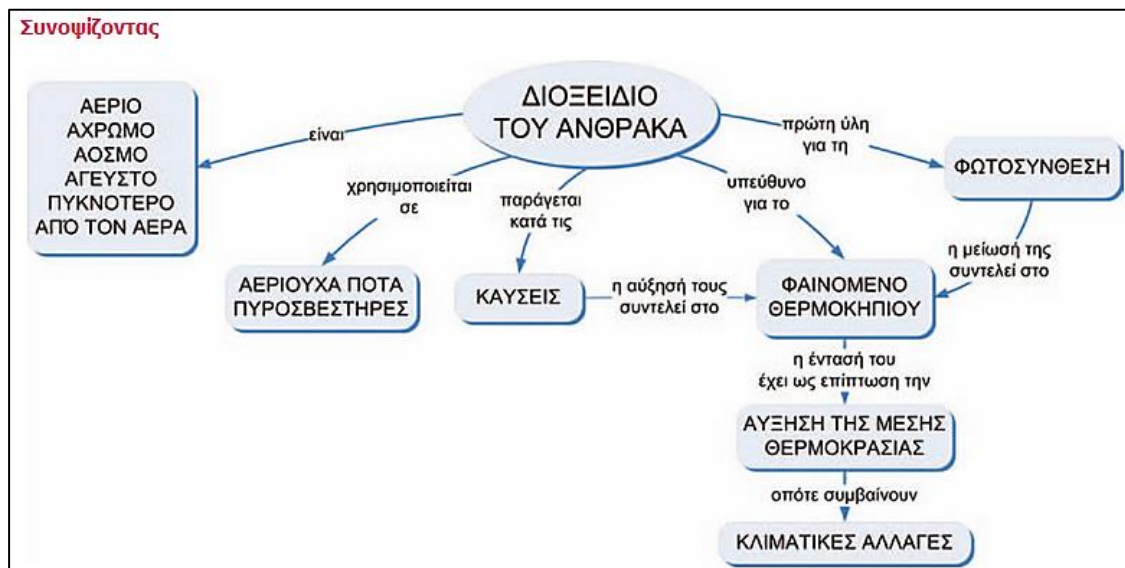 Συνοψίζοντας
ΔΙΟΞΕΙΔΙΟ
ΤΟΥ ΑΝΘΡΑΚΑ
είναι
ΑΕΡΙΟ
ΑΧΡΩΜΟ
ΑΟΣΜΟ
ΑΓΕΥΣΤΟ
ΠΥΚΝΟΤΕΡΟ
ΑΠΌ ΤΟΝ ΑΕΡΑ
χρησιμοποιείται
σε
ΑΕΡΙΟΥΧΑ ΠΟΤΑ
ΠΥΡΟΣΒΕΣΤΗΡΕΣ
παράγεται
κατά τις
ΚΑΥΣΕΙΣ
η αύξησή τους
συντελεί στο
υπεύθυνο
για το
ΦΑΙΝΟΜΕΝΟ
ΘΕΡΜΟΚΗΠΙΟΥ
πρώτη ύλη
για τη
ΦΩΤΟΣΥΝΘΕΣΗ
η μείωσή της
συντελεί στο
η έντασή του
έχει ως επίπτωση την
ΑΥΞΗΣΗ ΤΗΣ ΜΕΣΗΣ
ΘΕΡΜΟΚΡΑΣΙΑΣ
οπότε συμβαίνουν
ΚΛΙΜΑΤΙΚΕΣ ΑΛΛΑΓΕΣ